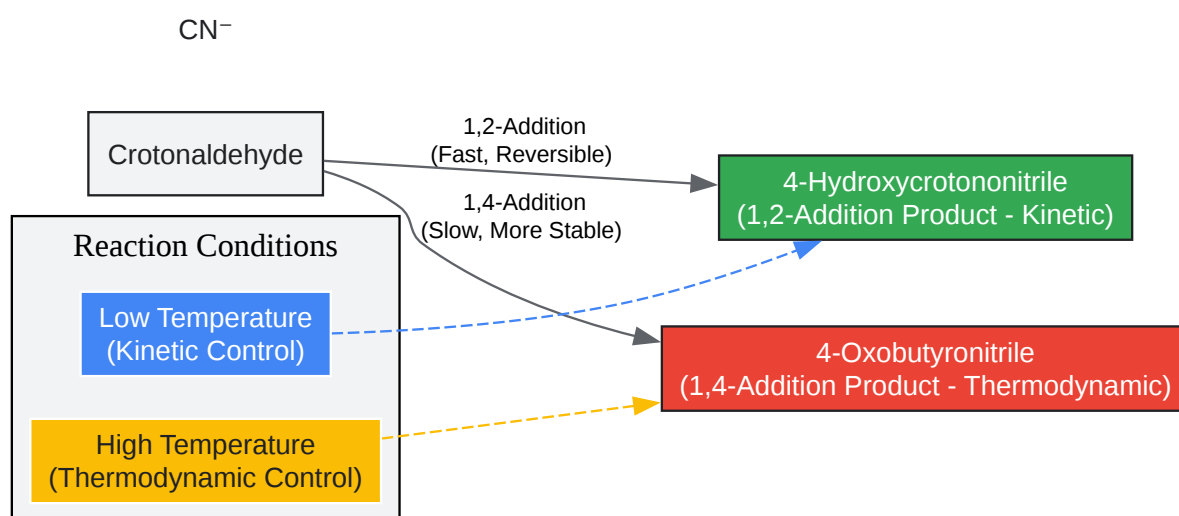 CN⁻
Crotonaldehyde
1,2-Addition
(Fast, Reversible)
1,4-Addition
(Slow, More Stable)
4-Hydroxycrotononitrile
(1,2-Addition Product - Kinetic)
Reaction Conditions
Low Temperature
(Kinetic Control)
4-Oxobutyronitrile
(1,4-Addition Product - Thermodynamic)
High Temperature
(Thermodynamic Control)